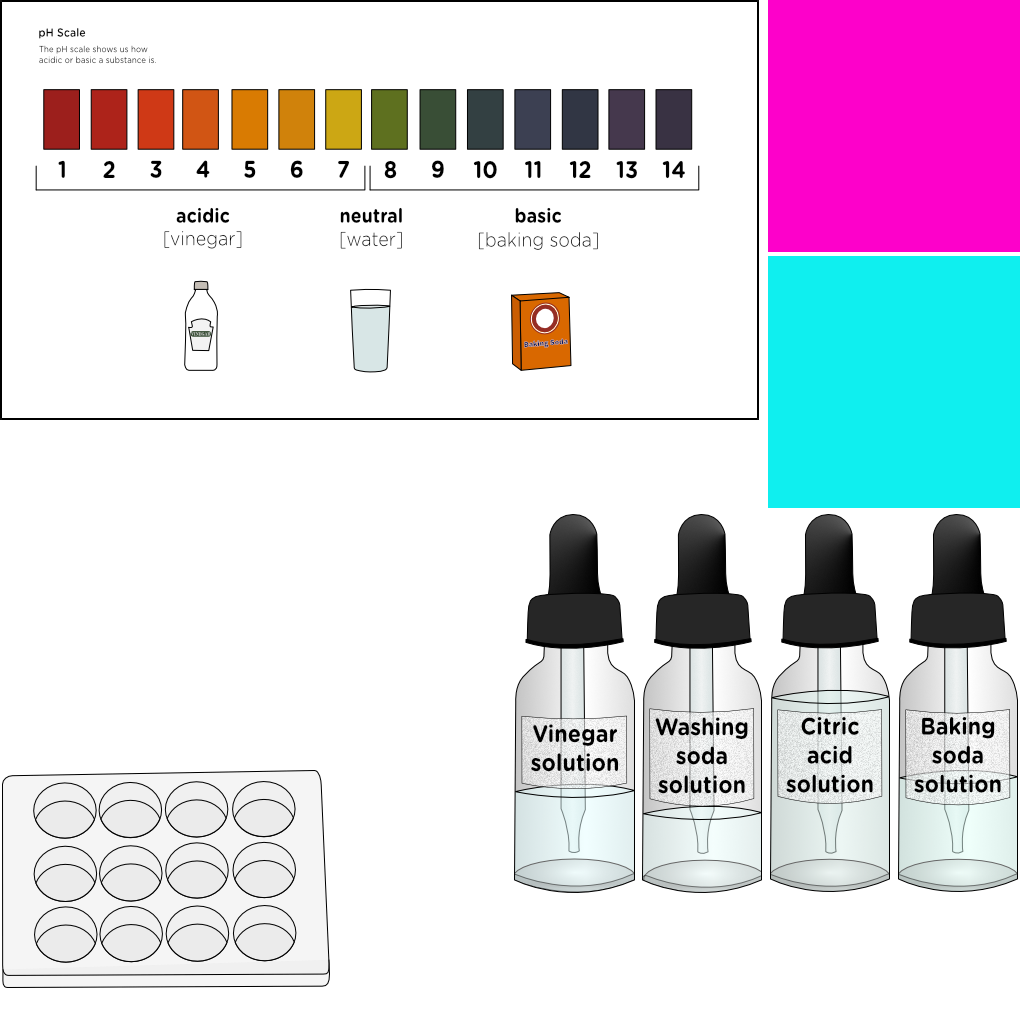 pH Scale
The pH scale shows us how
acidic or basic a substance is.
1 2 3 4 5 6 7 8 9 10 11 12 13 14
acidic neutral basic
[vinegar] [water] [baking soda]
VINEGAR
Baking Soda
Vinegar
solution
Washing
soda
solution
Citric
acid
solution
Baking
soda
solution